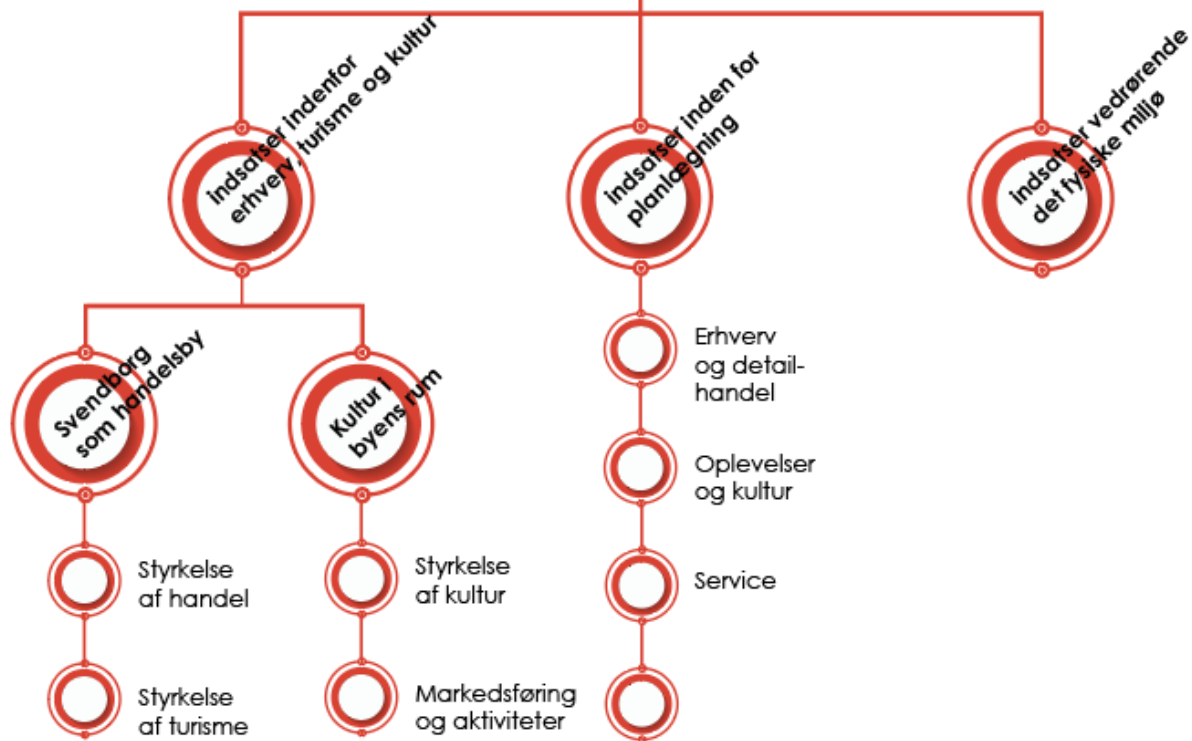 indsatser indenfor
erhverv, turisme og kultur
indsatser inden for
planlægning
indsatser vedrørende
det fysiske miljø
Svendborg
som handelsby
Kultur i
byens rum
Erhverv
og detail-
handel
Oplevelser
og kultur
Service
Styrkelse
af handel
Styrkelse
af turisme
Styrkelse
af kultur
Markedsføring
og aktiviteter